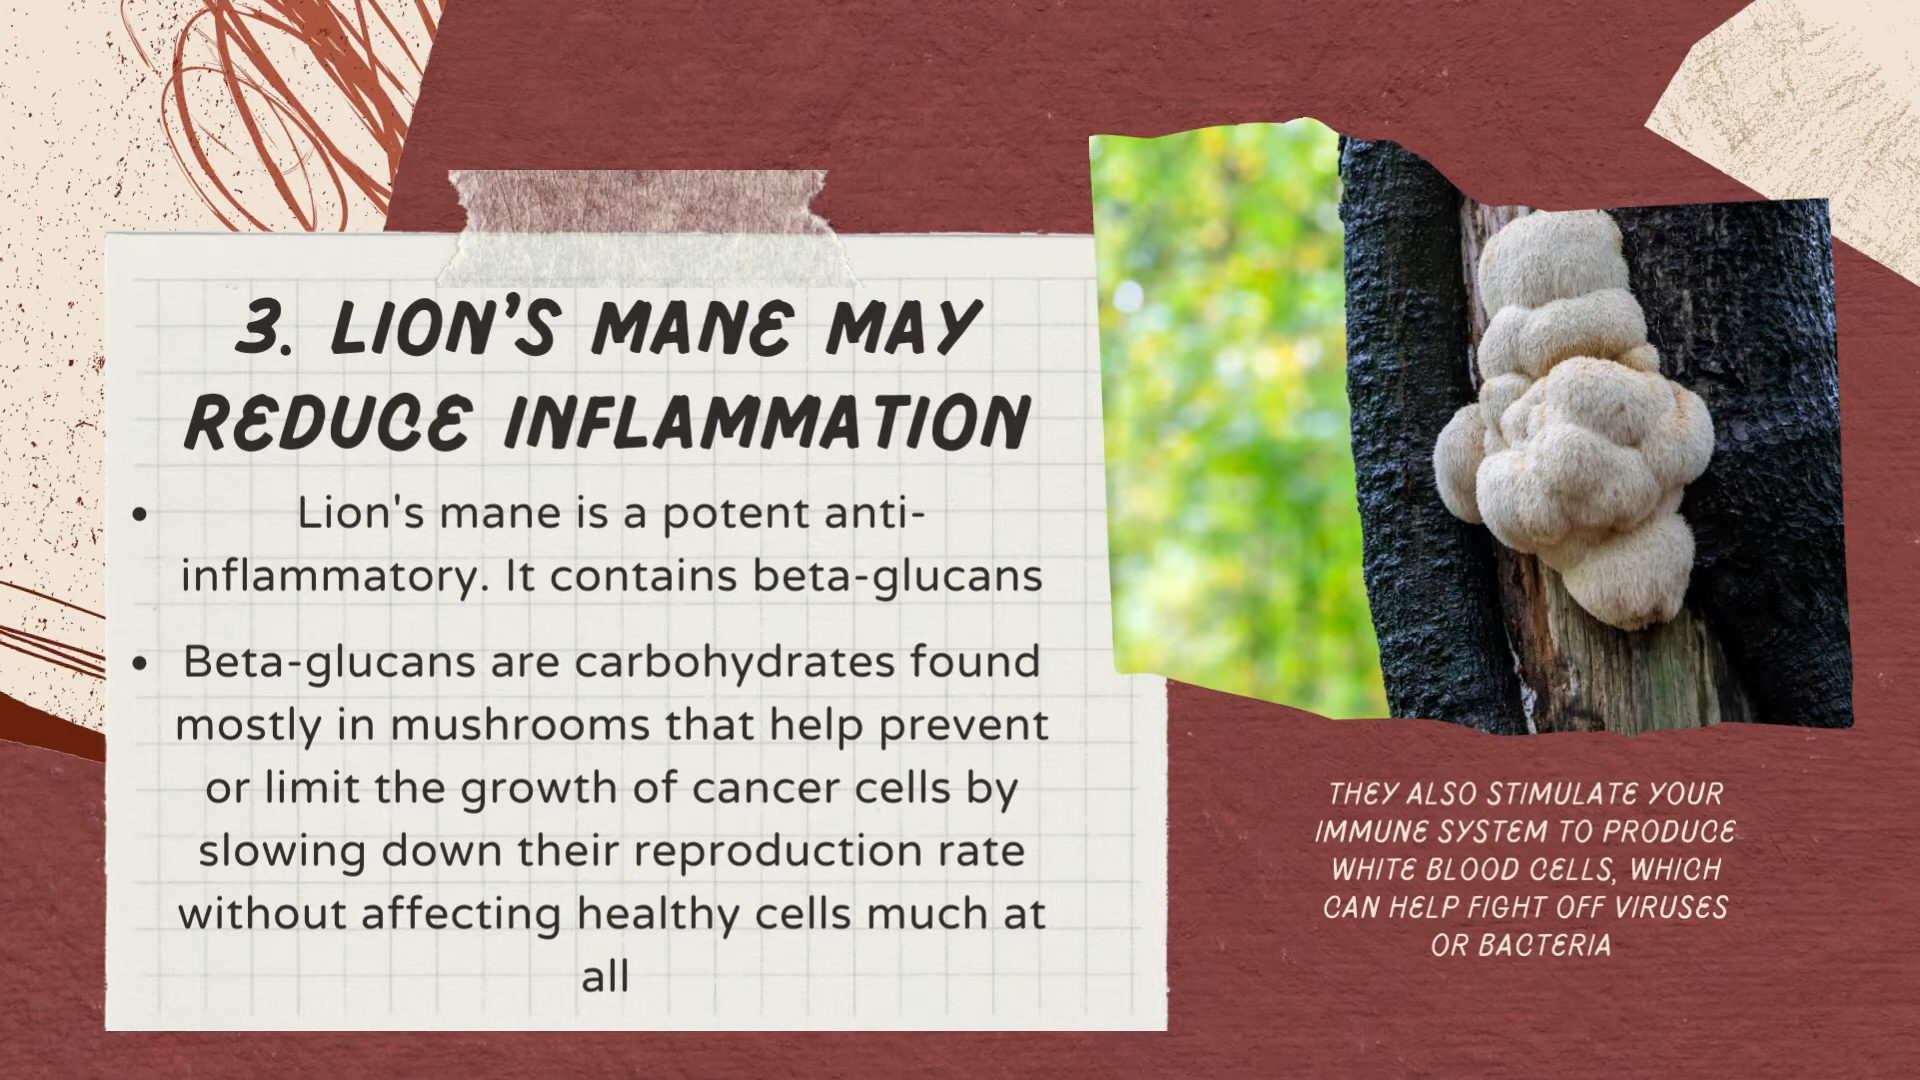 3. LION'S MANE MAY
REDUCE INFLAMMATION
• Lion's mane is a potent anti-
inflammatory. It contains beta-glucans
• Beta-glucans are carbohydrates found
mostly in mushrooms that help prevent
or limit the growth of cancer cells by
slowing down their reproduction rate
without affecting healthy cells much at
all
THEY ALSO STIMULATE YOUR
IMMUNE SYSTEM TO PRODUCE
WHITE BLOOD CELLS, WHICH
CAN HELP FIGHT OFF VIRUSES
OR BACTERIA